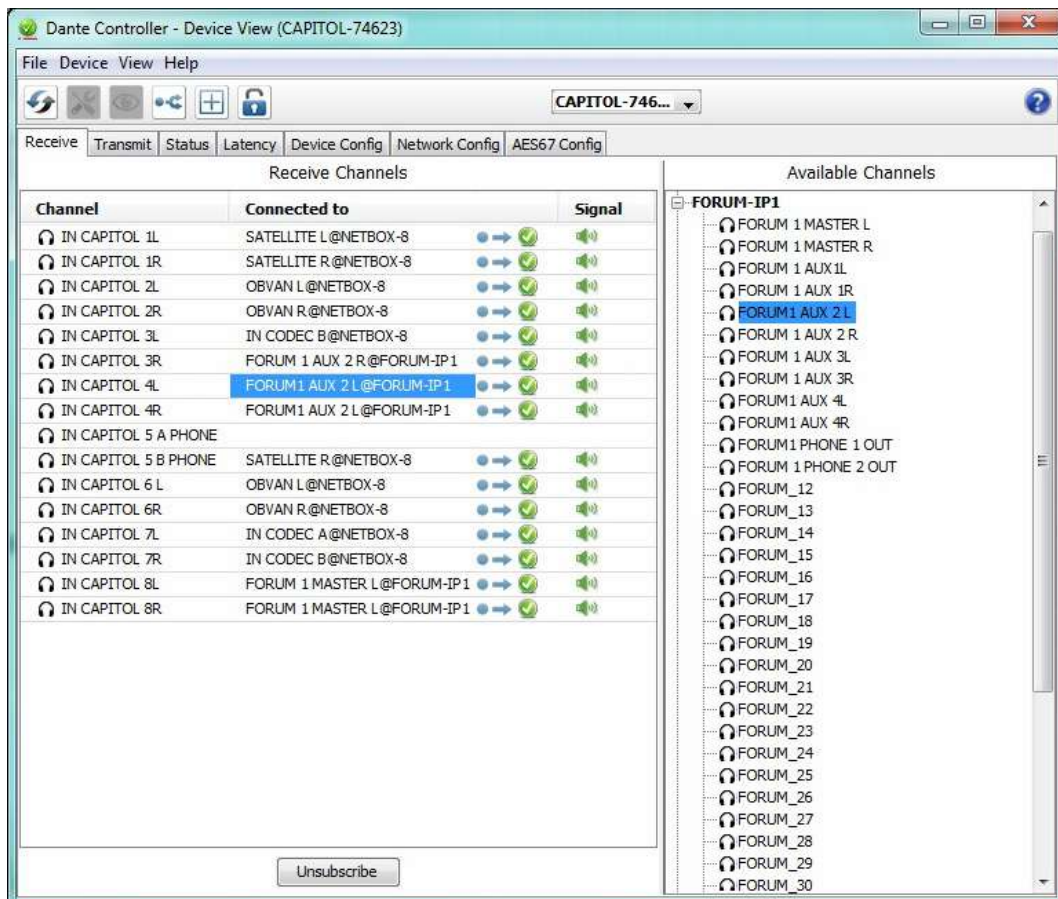 Dante Controller - Device View (CAPITOL-74623)
File Device View Help
CAPITOL-746...
Receive Transmit Status Latency Device Config Network Config AES67 Config
Receive Channels
Channel Connected to Signal
IN CAPITOL 1L SATELLITE L@NETBOX-8
IN CAPITOL 1R SATELLITE R@NETBOX-8
IN CAPITOL 2L OBVAN L@NETBOX-8
IN CAPITOL 2R OBVAN R@NETBOX-8
IN CAPITOL 3L IN CODEC B@NETBOX-8
IN CAPITOL 3R FORUM 1 AUX 2 R@FORUM-IP1
IN CAPITOL 4L FORUM1 AUX 2 L@FORUM-IP1
IN CAPITOL 4R FORUM1 AUX 2 L@FORUM-IP1
IN CAPITOL 5 A PHONE
IN CAPITOL 5 B PHONE SATELLITE R@NETBOX-8
IN CAPITOL 6 L OBVAN L@NETBOX-8
IN CAPITOL 6R OBVAN R@NETBOX-8
IN CAPITOL 7L IN CODEC A@NETBOX-8
IN CAPITOL 7R IN CODEC B@NETBOX-8
IN CAPITOL 8L FORUM 1 MASTER L@FORUM-IP1
IN CAPITOL 8R FORUM 1 MASTER L@FORUM-IP1
Unsubscribe
Available Channels
FORUM-IP1
FORUM 1 MASTER L
FORUM 1 MASTER R
FORUM 1 AUX 1L
FORUM 1 AUX 1R
FORUM1 AUX 2 L
FORUM 1 AUX 2 R
FORUM 1 AUX 3L
FORUM 1 AUX 3R
FORUM1 AUX 4L
FORUM1 AUX 4R
FORUM1 PHONE 1 OUT
FORUM 1 PHONE 2 OUT
FORUM_12
FORUM_13
FORUM_14
FORUM_15
FORUM_16
FORUM_17
FORUM_18
FORUM_19
FORUM_20
FORUM_21
FORUM_22
FORUM_23
FORUM_24
FORUM_25
FORUM_26
FORUM_27
FORUM_28
FORUM_29
FORUM_30